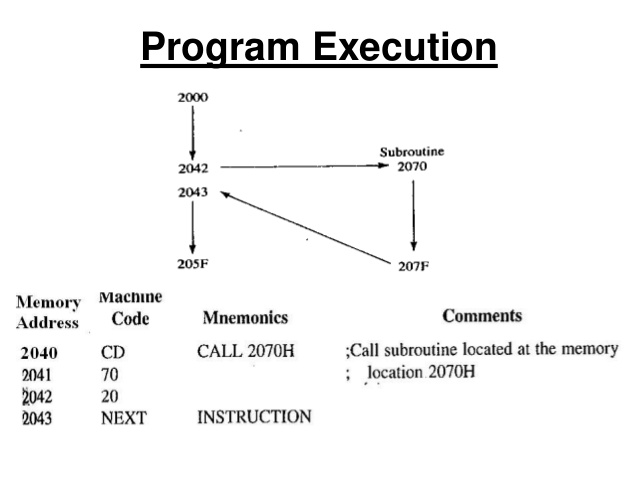 Program Execution
2000
Subroutine
2042 2070
2043
205F 207F
Memory Address Machine Code Mnemonics Comments
2040 CD CALL 2070H ;Call subroutine located at the memory
2041 70 ; location 2070H
2042 20
2043 NEXT INSTRUCTION